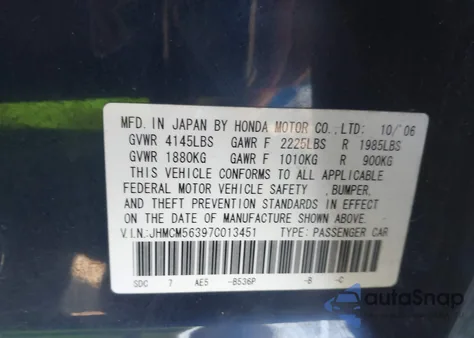 MFD. IN JAPAN BY HONDA MOTOR CO.,LTD: 10/'06
GVWR 4145LBS GAWR F 2225LBS R 1985LBS
GVWR 1880KG GAWR F 1010KG R 900KG
THIS VEHICLE CONFORMS TO ALL APPLICABLE
FEDERAL MOTOR VEHICLE SAFETY ,BUMPER,
AND THEFT PREVENTION STANDARDS IN EFFECT
ON THE DATE OF MANUFACTURE SHOWN ABOVE.
V.I.N.:JHMCM56397C013451 TYPE: PASSENGER CAR
SDC 7 AE5 -B536P -B -C
autoSnap